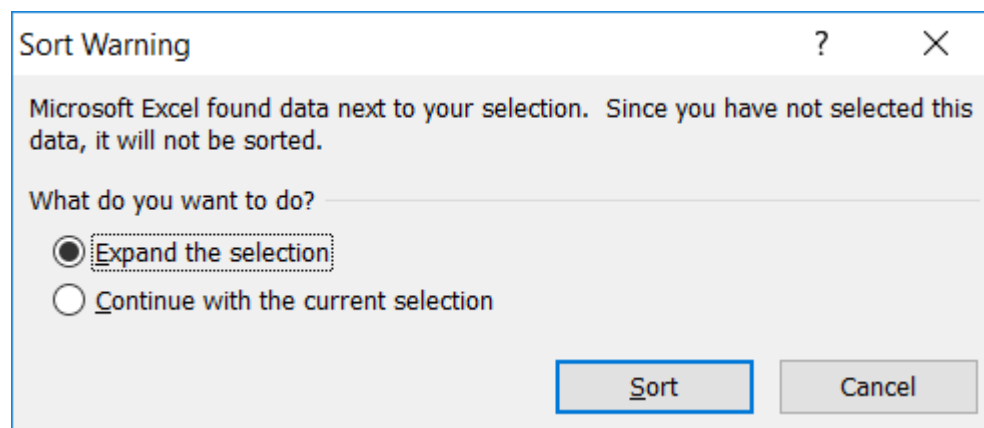 Sort Warning ?
Microsoft Excel found data next to your selection.  Since you have not selected this
data, it will not be sorted.
What do you want to do?
Expand the selection
Continue with the current selection
Sort Cancel